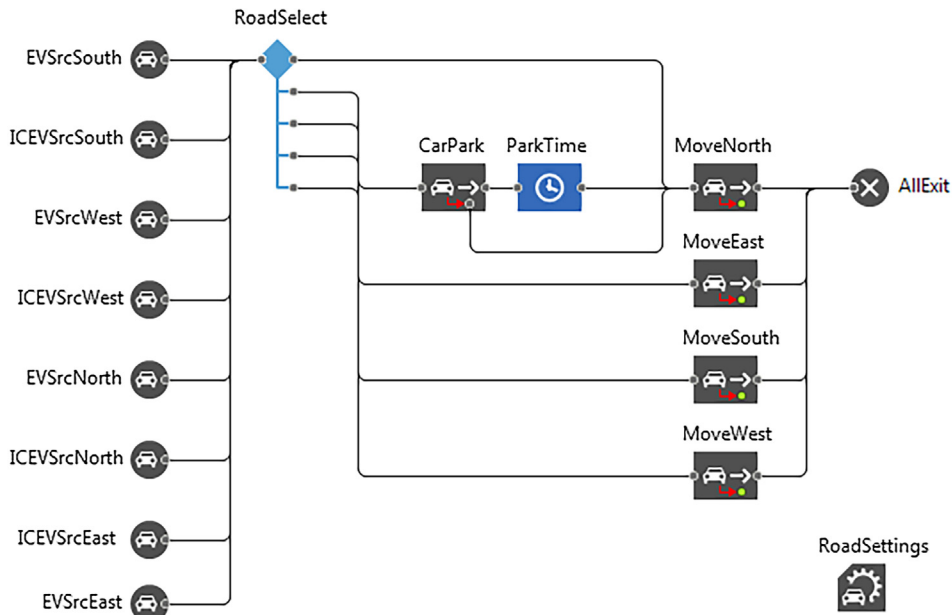 RoadSelect
EVSrcSouth
ICEVSrcSouth
CarPark
ParkTime
MoveNorth
AllExit
EVSrcWest
MoveEast
ICEVSrcWest
MoveSouth
EVSrcNorth
MoveWest
ICEVSrcNorth
ICEVSrcEast
RoadSettings
EVSrcEast